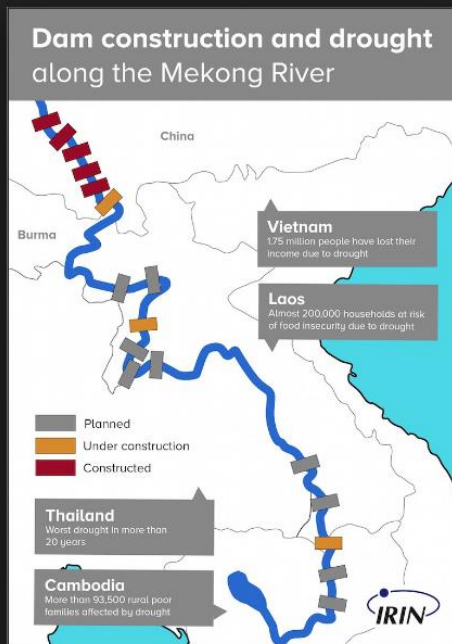 Dam construction and drought
along the Mekong River
China
Burma
Vietnam
1.75 million people have lost their
income due to drought
Laos
Almost 200,000 households at risk
of food insecurity due to drought
Planned
Under construction
Constructed
Thailand
Worst drought in more than
20 years
Cambodia
More than 93,500 rural poor
families affected by drought
IRIN